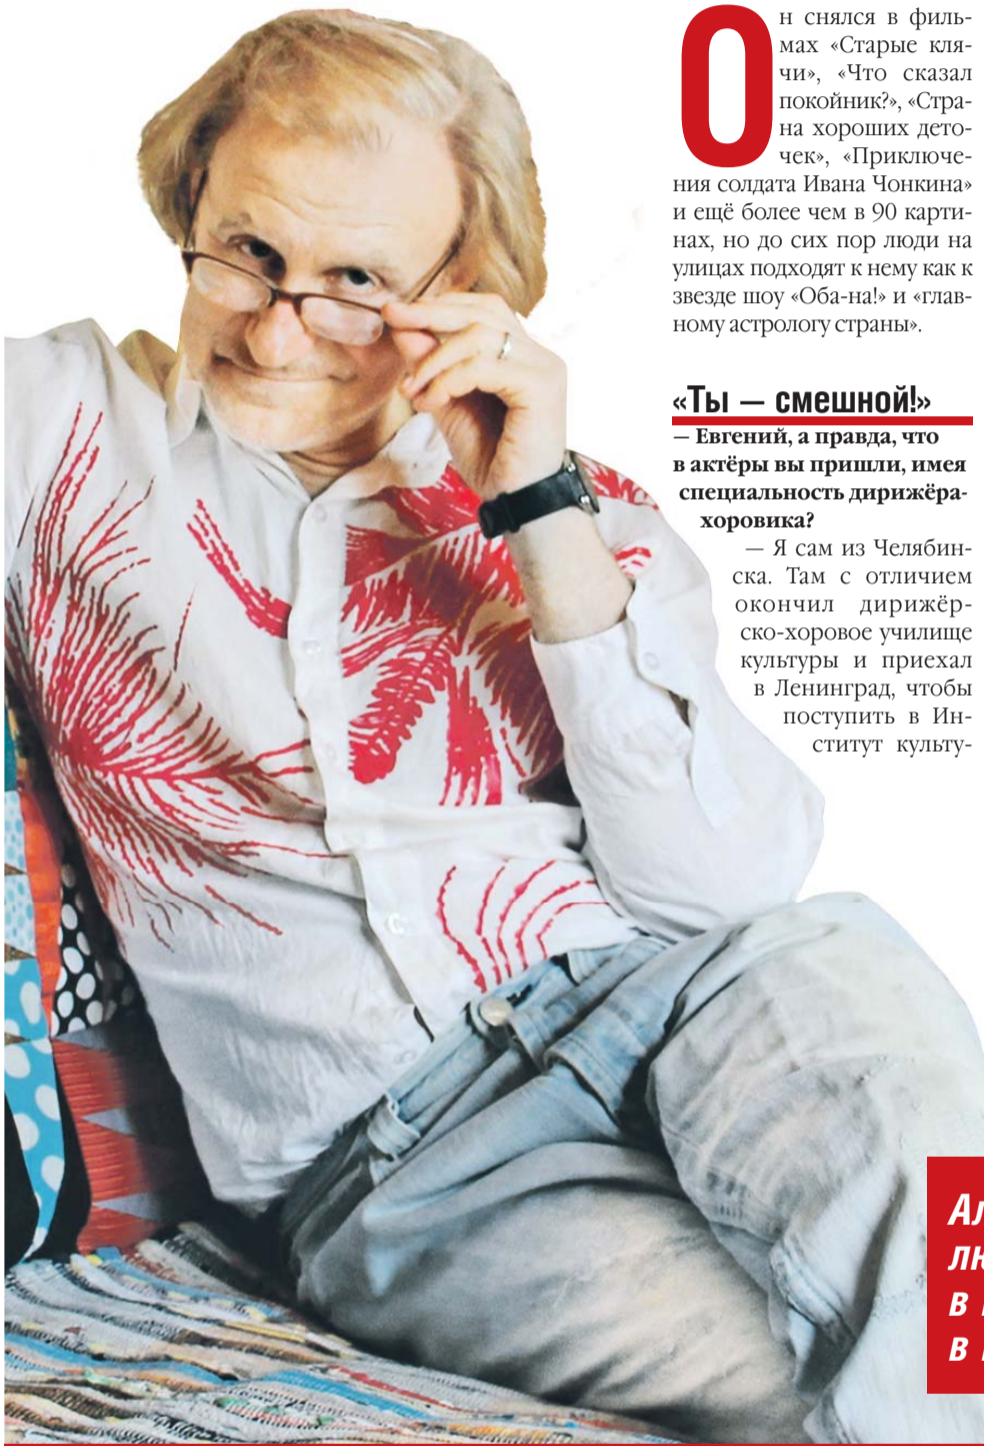 Он снялся в филь-
мах «Старые кля-
чи», «Что сказал
покойник?», «Стра-
на хороших дето-
чек», «Приключе-
ния солдата Ивана Чонкина»
и ещё более чем в 90 карти-
нах, но до сих пор люди на
улицах подходят к нему как к
звезде шоу «Оба-на!» и «глав-
ному астрологу страны».
«Ты — смешной!»
— Евгений, а правда, что
в актёры вы пришли, имея
специальность дирижёра-
хоровика?
— Я сам из Челябин-
ска. Там с отличием
окончил дирижёр-
ско-хоровое училище
культуры и приехал
в Ленинград, чтобы
поступить в Ин-
ститут культу-
в
в